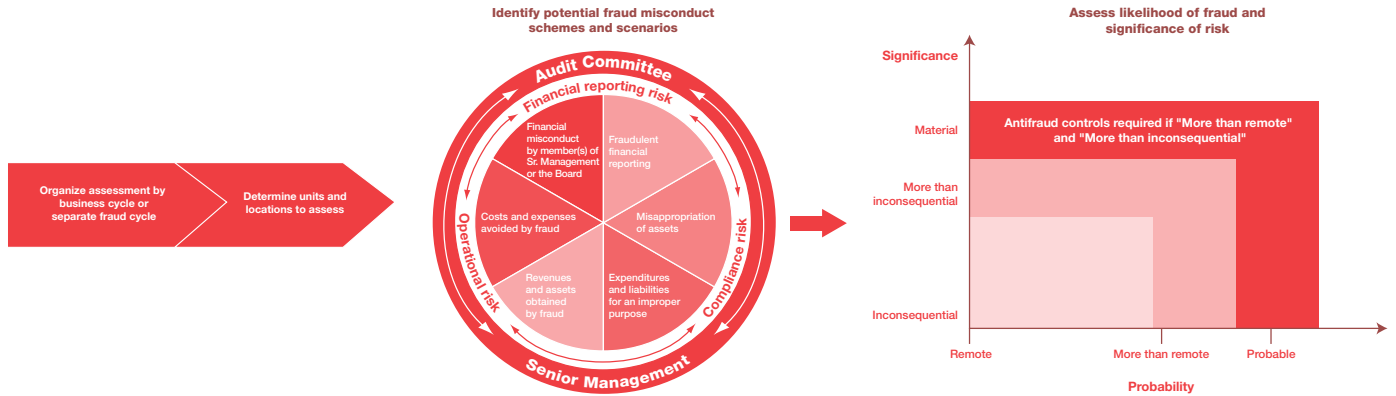 Organize assessment by
business cycle or
separate fraud cycle
Determine units and
locations to assess
Identify potential fraud misconduct
schemes and scenarios
Audit Committee
Financial reporting risk
Financial
misconduct
by member(s) of
Sr. Management
or the Board
Fraudulent
financial
reporting
Costs and expenses
avoided by fraud
Misappropriation
of assets
Revenues
and assets
obtained
by fraud
Expenditures
and liabilities
for an improper
purpose
Operational risk
Compliance risk
Senior Management
Assess likelihood of fraud and
significance of risk
Significance
Material
More than
inconsequential
Inconsequential
Antifraud controls required if "More than remote"
and "More than inconsequential"
Remote
More than remote
Probable
Probability